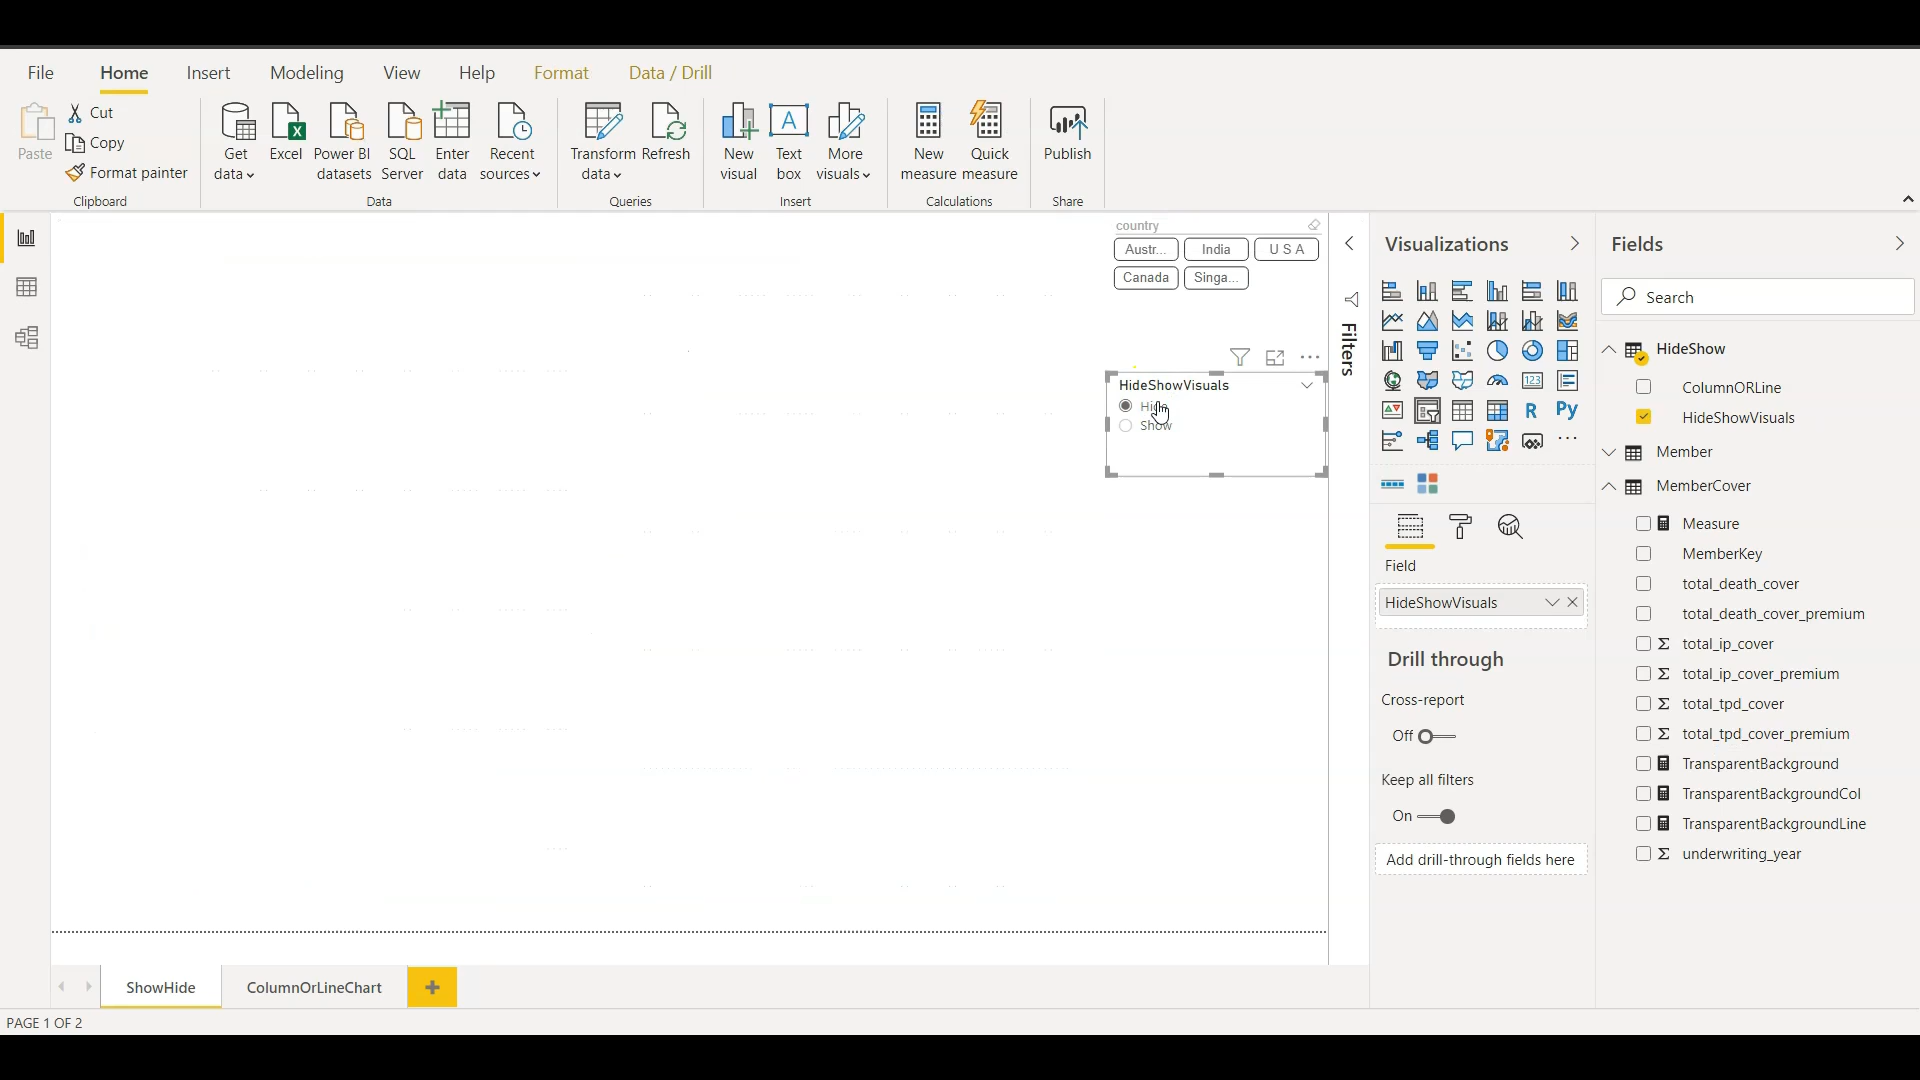 File Home Insert Modeling View Help Format Data / Drill
Paste
Cut
Copy
Format painter
Clipboard
Get data
Excel
Power BI datasets
SQL Server
Enter data
Recent sources
Data
Transform data
Refresh
Queries
New visual
Text box
More visuals
Insert
New measure
Quick measure
Calculations
Publish
Share
country
Austr... India U S A
Canada Singa...
HideShowVisuals
Hide
Show
Filters
Visualizations
R Py
Field
HideShowVisuals
Drill through
Cross-report
Off
Keep all filters
On
Add drill-through fields here
Fields
Search
HideShow
ColumnORLine
HideShowVisuals
Member
MemberCover
Measure
MemberKey
total_death_cover
total_death_cover_premium
total_ip_cover
total_ip_cover_premium
total_tpd_cover
total_tpd_cover_premium
TransparentBackground
TransparentBackgroundCol
TransparentBackgroundLine
underwriting_year
ShowHide ColumnOrLineChart
PAGE 1 OF 2